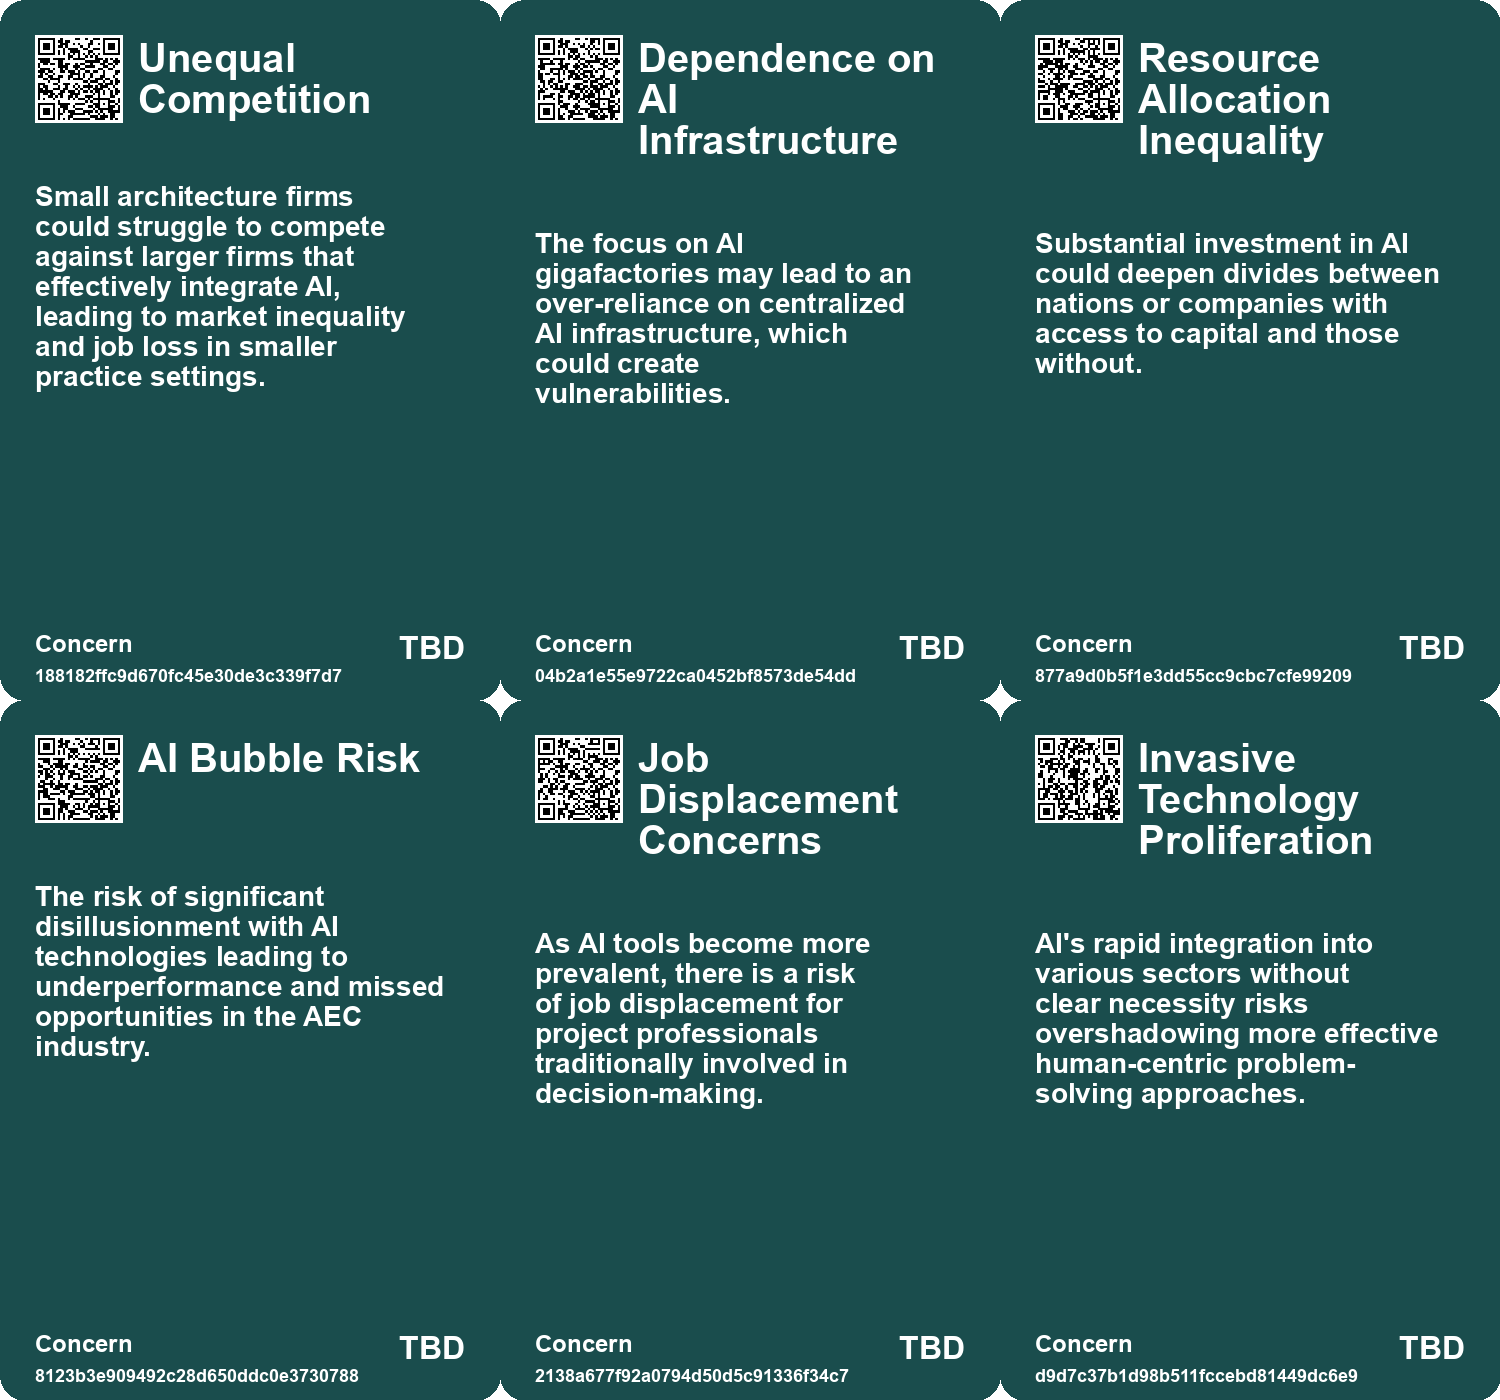 Unequal
Competition
Small architecture firms
could struggle to compete
against larger firms that
effectively integrate AI,
leading to market inequality
and job loss in smaller
practice settings.
Concern
TBD
188182ffc9d670fc45e30de3c339f7d7
Dependence on
AI
Infrastructure
The focus on AI
gigafactories may lead to an
over-reliance on centralized
AI infrastructure, which
could create
vulnerabilities.
Concern
TBD
04b2a1e55e9722ca0452bf8573de54dd
Resource
Allocation
Inequality
Substantial investment in AI
could deepen divides between
nations or companies with
access to capital and those
without.
Concern
TBD
877a9d0b5f1e3dd55cc9cbc7cfe99209
AI Bubble Risk
The risk of significant
disillusionment with AI
technologies leading to
underperformance and missed
opportunities in the AEC
industry.
Concern
TBD
8123b3e909492c28d650ddc0e3730788
Job
Displacement
Concerns
As AI tools become more
prevalent, there is a risk
of job displacement for
project professionals
traditionally involved in
decision-making.
Concern
TBD
2138a677f92a0794d50d5c91336f34c7
Invasive
Technology
Proliferation
AI's rapid integration into
various sectors without
clear necessity risks
overshadowing more effective
human-centric problem-
solving approaches.
Concern
TBD
d9d7c37b1d98b511fccebd81449dc6e9